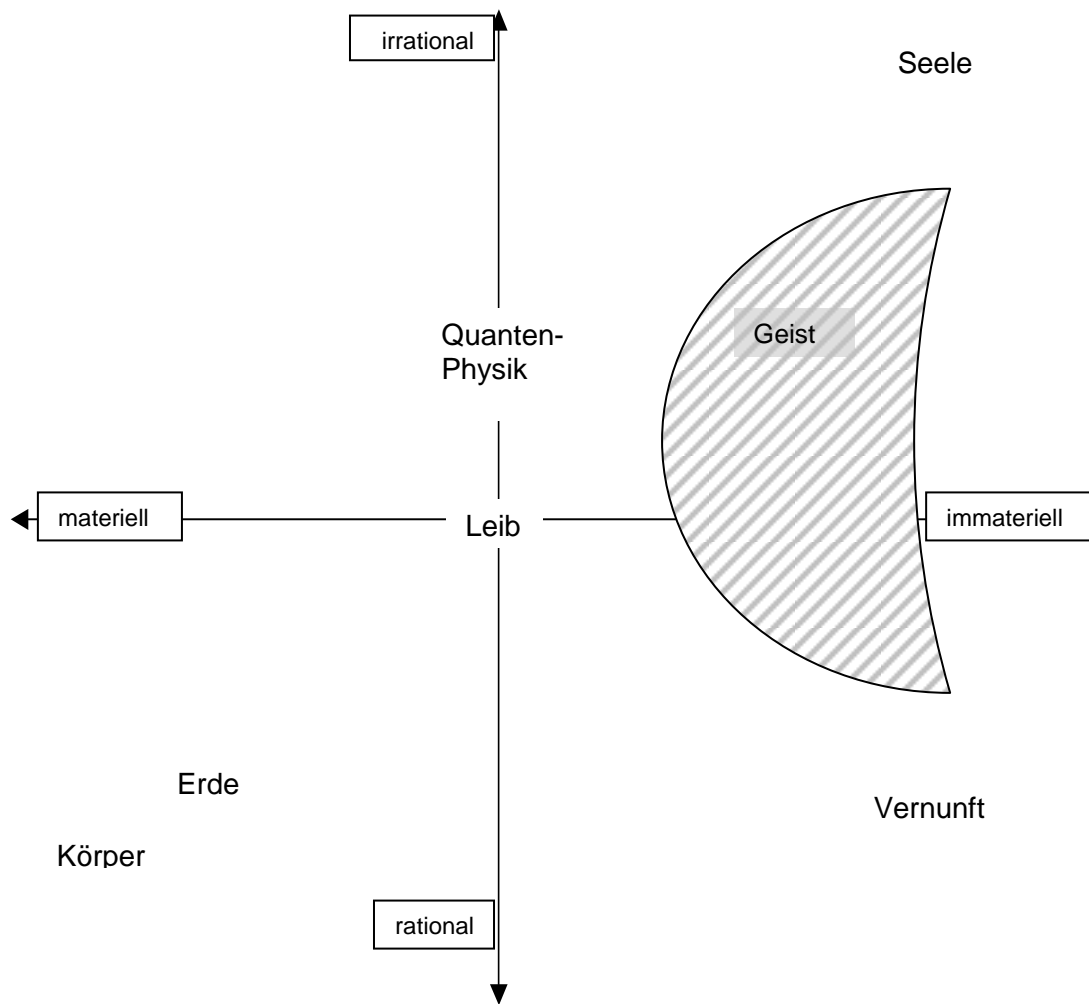 irrational
Seele
Quanten-
Physik
Geist
materiell
Leib
immateriell
Erde
Vernunft
Körper
rational